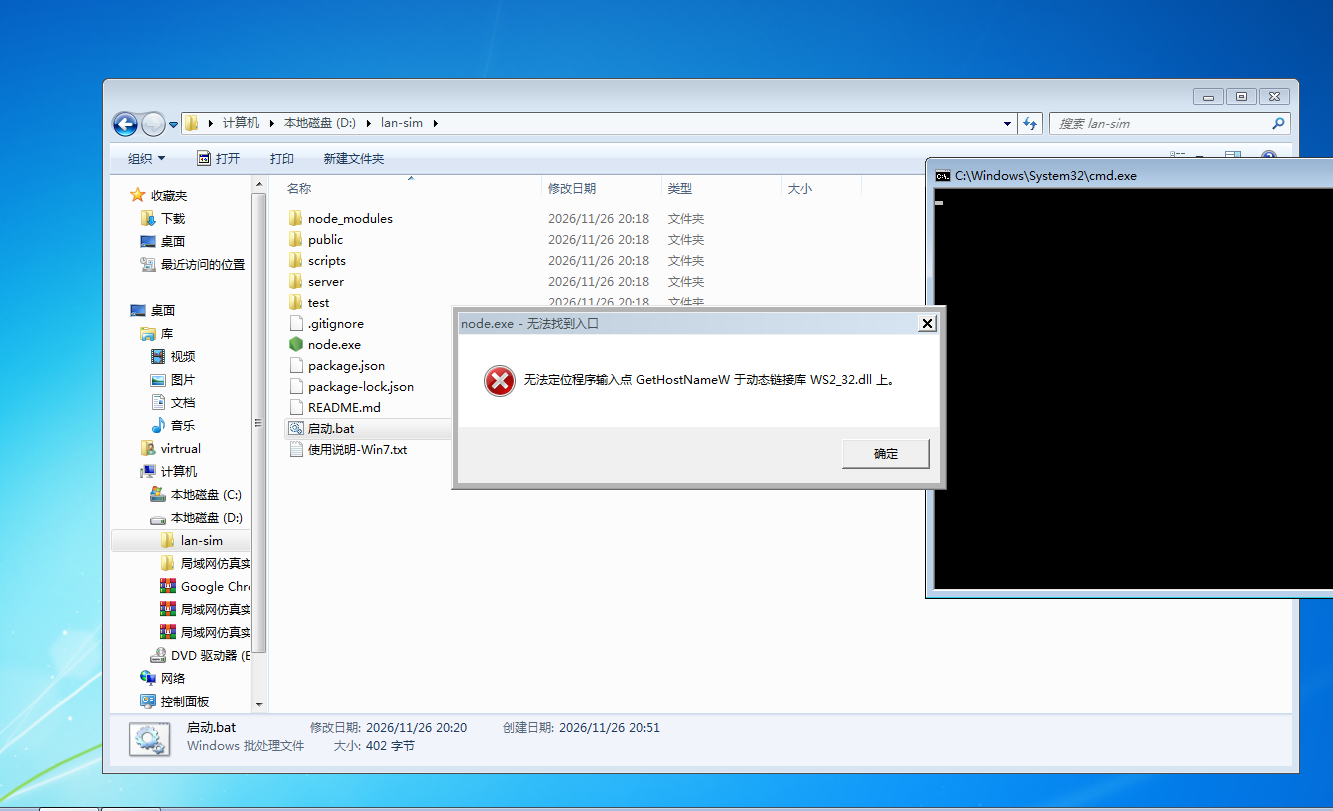 计算机 本地磁盘 (D:) lan-sim
搜索 lan-sim
组织 打开 打印 新建文件夹
C:\Windows\System32\cmd.exe
收藏夹
下载
桌面
最近访问的位置
桌面
库
视频
图片
文档
音乐
virtrual
计算机
本地磁盘 (C:)
本地磁盘 (D:)
lan-sim
局域网仿真实
Google Chr
局域网仿真实
局域网仿真实
DVD 驱动器 (E
网络
控制面板
名称 修改日期 类型 大小
node_modules 2026/11/26 20:18 文件夹
public 2026/11/26 20:18 文件夹
scripts 2026/11/26 20:18 文件夹
server 2026/11/26 20:18 文件夹
test 2026/11/26 20:18 文件夹
.gitignore
node.exe
package.json
package-lock.json
README.md
启动.bat
使用说明-Win7.txt
node.exe - 无法找到入口
无法定位程序输入点 GetHostNameW 于动态链接库 WS2_32.dll 上。
确定
启动.bat 修改日期: 2026/11/26 20:20 创建日期: 2026/11/26 20:51
Windows 批处理文件 大小: 402 字节